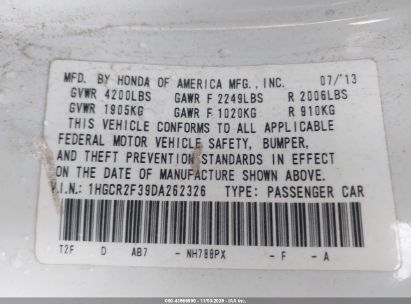 MFD. BY HONDA OF AMERICA MFG., INC. 07/'13
GVWR 4200LBS GAWR F 2249LBS R 2006LBS
GVWR 1905KG GAWR F 1020KG R 910KG
THIS VEHICLE CONFORMS TO ALL APPLICABLE
FEDERAL MOTOR VEHICLE SAFETY, BUMPER,
AND THEFT PREVENTION STANDARDS IN EFFECT
ON THE DATE OF MANUFACTURE SHOWN ABOVE.
V.I.N.: 1HGCR2F39DA262326 TYPE: PASSENGER CAR
T2F D AB7 - NH788PX - F - A